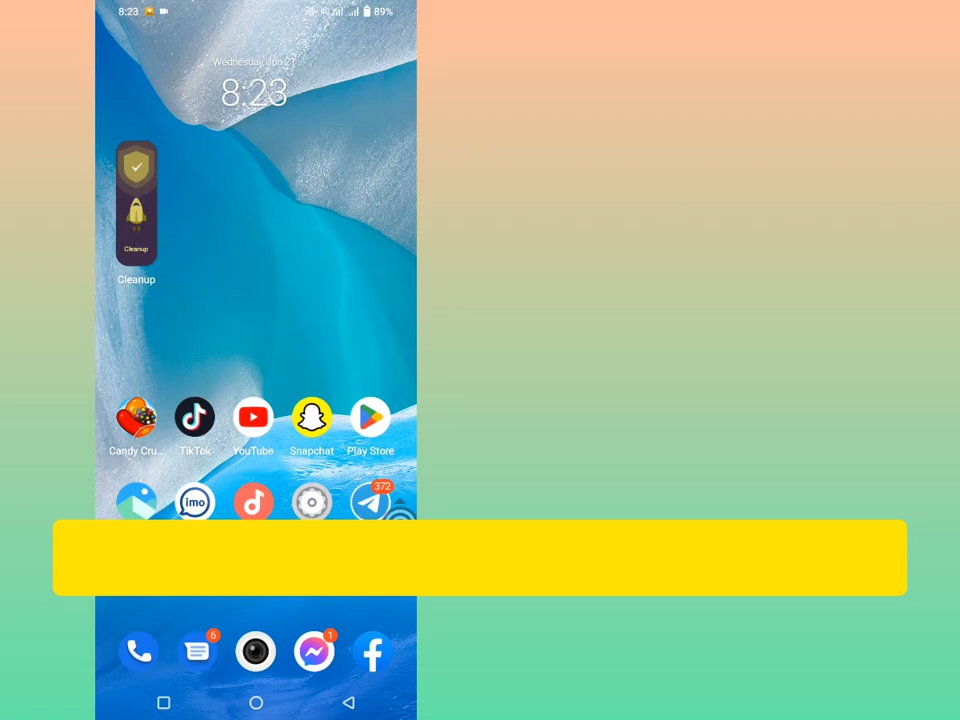 8:23
89%
Wednesday, Jun 21
8:23
Cleanup
Cleanup
Candy Cru...
TikTok
YouTube
Snapchat
Play Store
imo
372
6
1